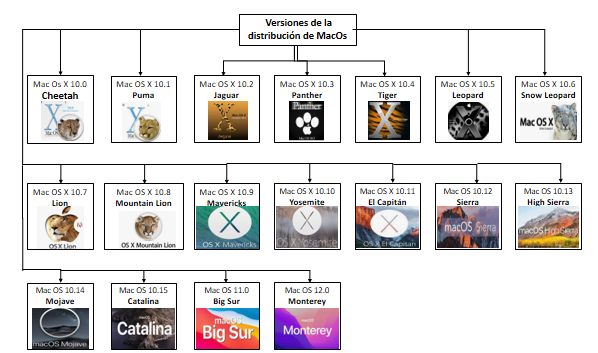 Versiones de la
distribución de MacOs
Mac Os X 10.0
Cheetah
Mac OS X 10.1
Puma
Mac OS X 10.2
Jaguar
Mac OS X 10.3
Panther
Panther
Mac OS X 10.4
Tiger
Mac OS X 10.5
Leopard
Mac OS X 10.6
Snow Leopard
Mac OS X
Mac OS X 10.7
Lion
OS X Lion
Mac OS X 10.8
Mountain Lion
OS X Mountain Lion
Mac OS X 10.9
Mavericks
OS X Mavericks
Mac OS X 10.10
Yosemite
OS X Yosemite
Mac OS X 10.11
El Capitán
OS X El Capitan
Mac OS 10.12
Sierra
macOS Sierra
Mac OS X 10.13
High Sierra
macOS High Sierra
Mac OS 10.14
Mojave
macOS Mojave
Mac OS 10.15
Catalina
macOS
Catalina
Mac OS 11.0
Big Sur
macOS
Big Sur
Mac OS 12.0
Monterey
macOS
Monterey